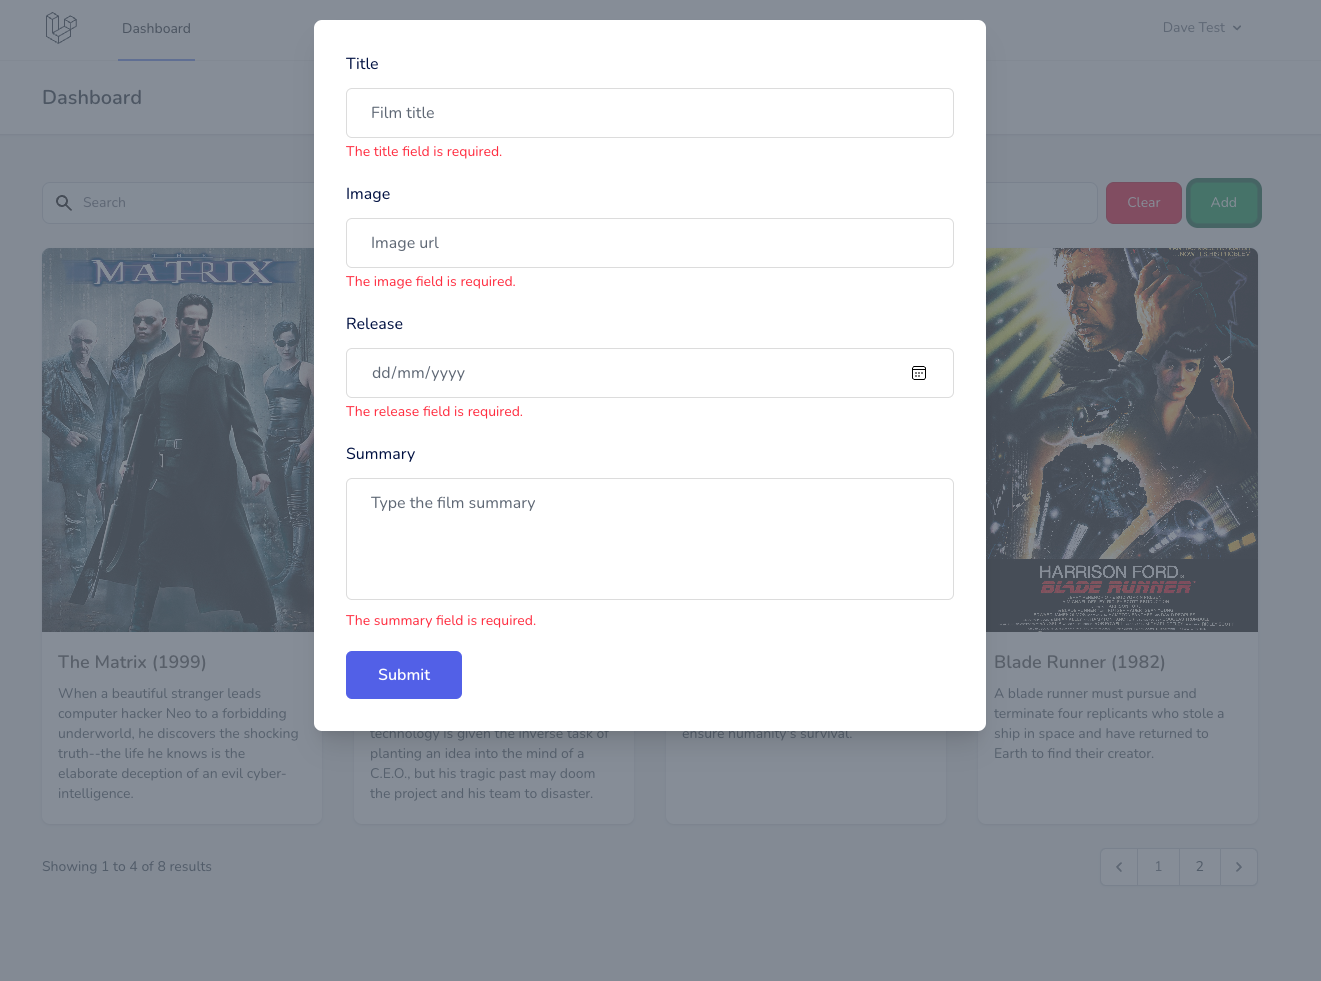 Dashboard
Dave Test
Dashboard
Title
Film title
The title field is required.
Image
Image url
The image field is required.
Release
dd/mm/yyyy
The release field is required.
Summary
Type the film summary
The summary field is required.
Submit
Search
Clear
Add
MATRIX
HARRISON FORD
BLADE RUNNER
The Matrix (1999)
When a beautiful stranger leads
computer hacker Neo to a forbidding
underworld, he discovers the shocking
truth--the life he knows is the
elaborate deception of an evil cyber-
intelligence.
technology is given the inverse task of
planting an idea into the mind of a
C.E.O., but his tragic past may doom
the project and his team to disaster.
ensure humanity's survival.
Blade Runner (1982)
A blade runner must pursue and
terminate four replicants who stole a
ship in space and have returned to
Earth to find their creator.
Showing 1 to 4 of 8 results
1
2